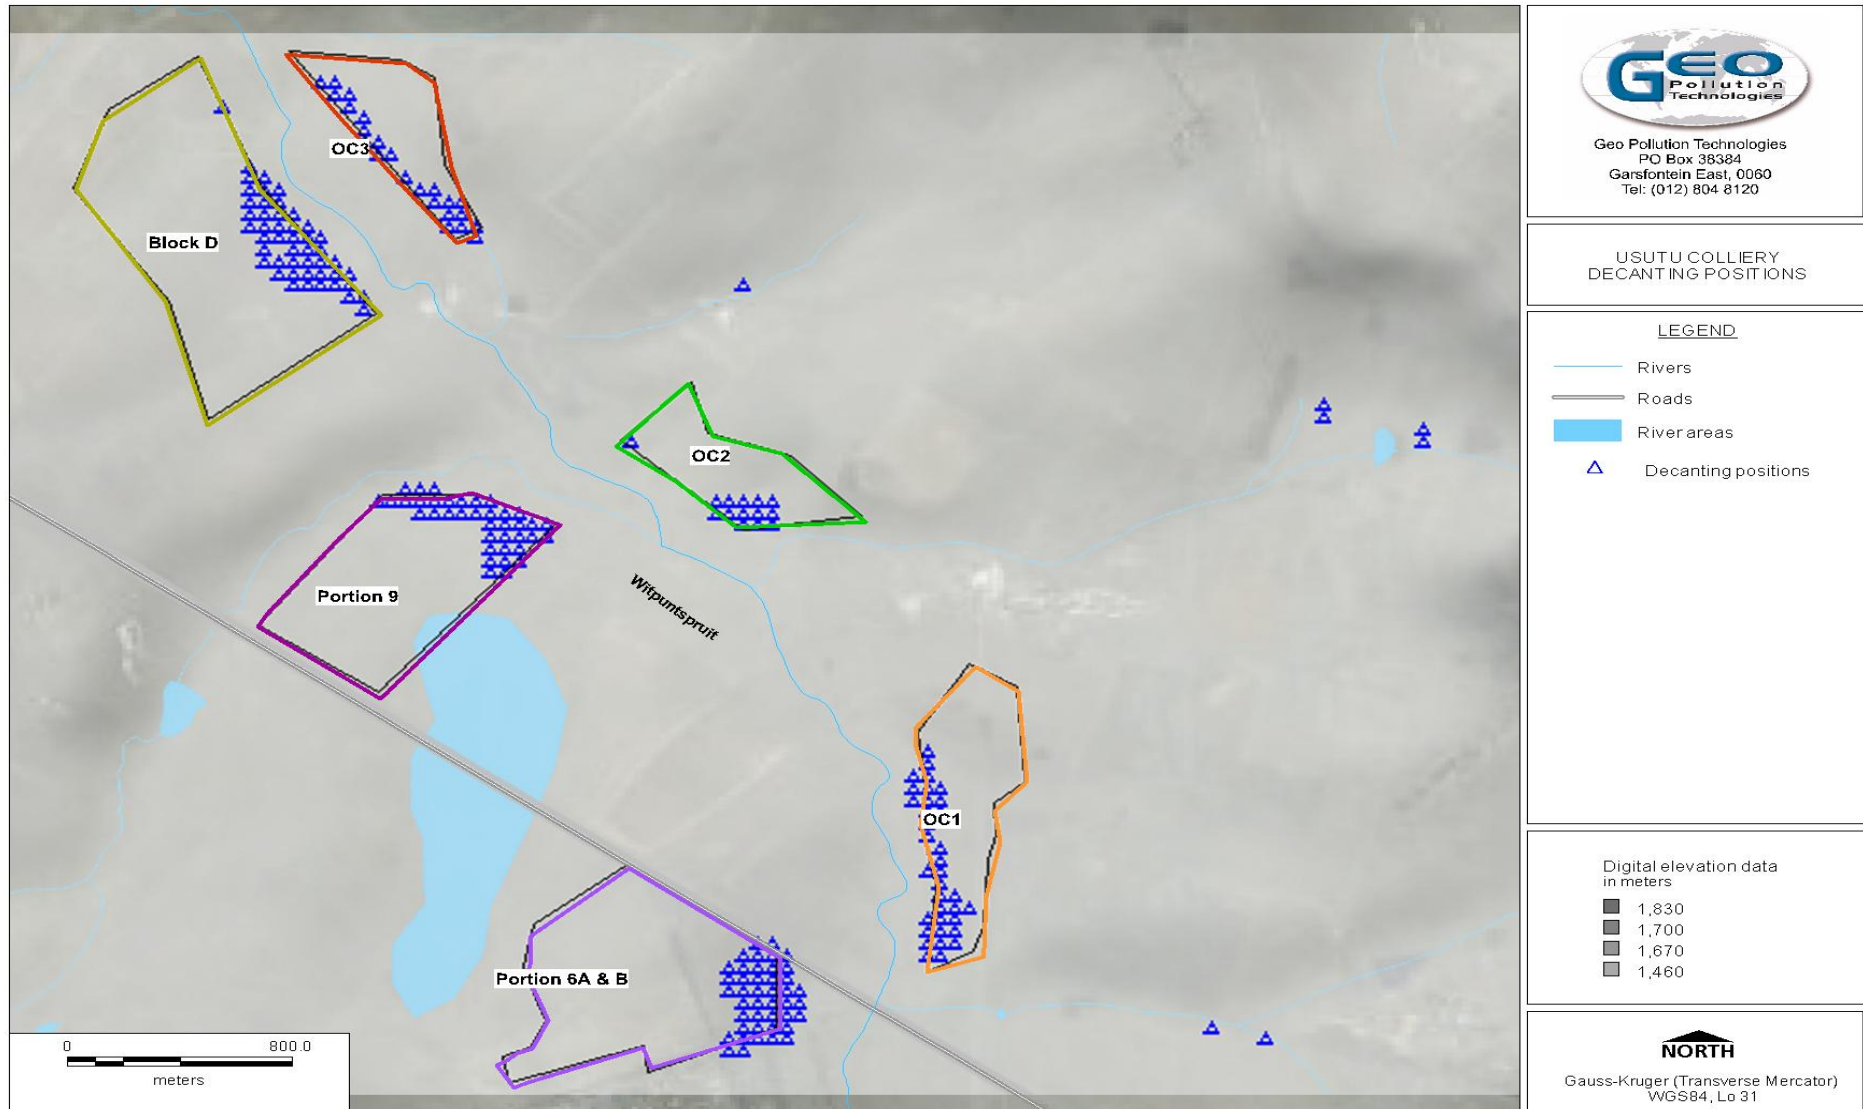 OC3
Block D
OC2
Portion 9
Witpuntspruit
OC1
Portion 6A & B
0 800.0
meters
GEO
Pollution
Technologies
Geo Pollution Technologies
PO Box 38384
Garsfontein East, 0060
Tel: (012) 804 8120
USUTU COLLIERY
DECANTING POSITIONS
LEGEND
Rivers
Roads
River areas
Decanting positions
Digital elevation data
in meters
1,830
1,700
1,670
1,460
NORTH
Gauss-Kruger (Transverse Mercator)
WGS84, Lo 31